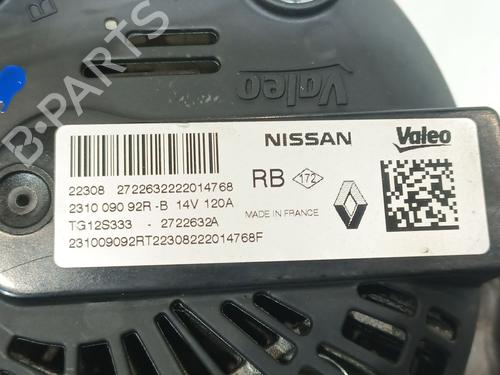 B
Valeo
B-PARTS
NISSAN
Valeo
22308 2722632222014768
2310 090 92R -B 14V 120A
TG12S333 - 2722632A
231009092RT22308222014768F
RB 172
MADE IN FRANCE